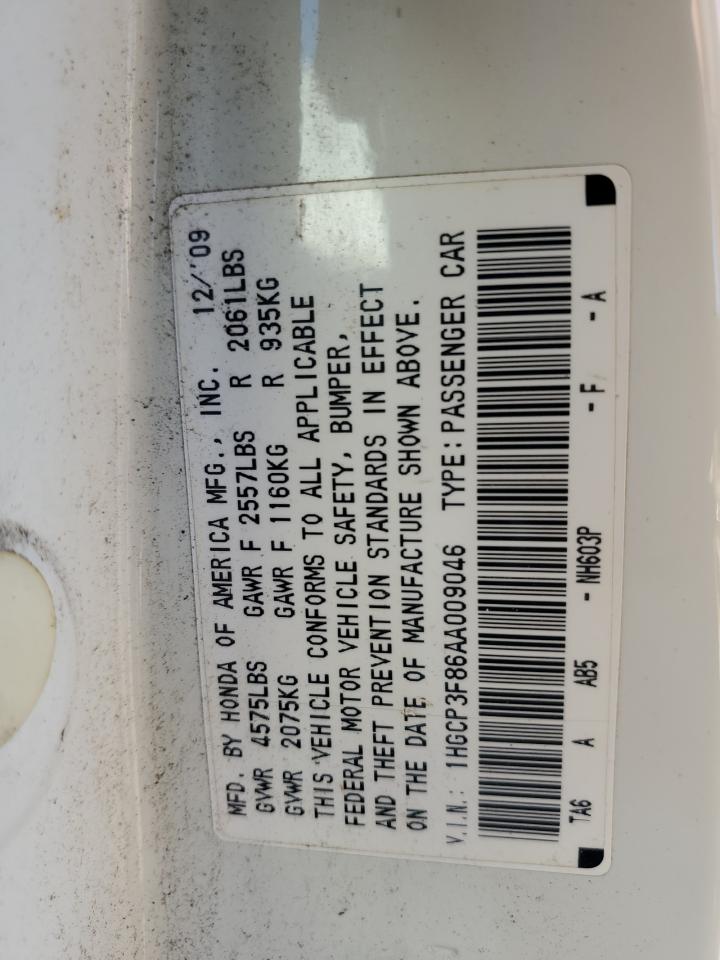 MFD. BY HONDA OF AMERICA MFG., INC. 12/'09
GVWR 4575LBS GAWR F 2557LBS R 2061LBS
GVWR 2075KG GAWR F 1160KG R 935KG
THIS VEHICLE CONFORMS TO ALL APPLICABLE
FEDERAL MOTOR VEHICLE SAFETY, BUMPER,
AND THEFT PREVENTION STANDARDS IN EFFECT
ON THE DATE OF MANUFACTURE SHOWN ABOVE.
V.I.N.: 1HGCP3F86AA009046 TYPE: PASSENGER CAR
TA6 A AB5 - NH603P - F - A